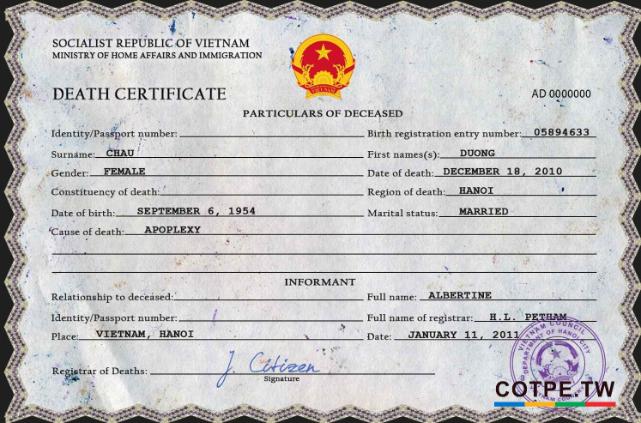 SOCIALIST REPUBLIC OF VIETNAM
MINISTRY OF HOME AFFAIRS AND IMMIGRATION
VIETNAM
DEATH CERTIFICATE
AD 0000000
PARTICULARS OF DECEASED
Identity/Passport number: Birth registration entry number: 05894633
Surname: CHAU First names(s): DUONG
Gender: FEMALE Date of death: DECEMBER 18, 2010
Constituency of death: Region of death: HANOI
Date of birth: SEPTEMBER 6, 1954 Marital status: MARRIED
Cause of death: APOPLEXY
INFORMANT
Relationship to deceased: Full name: ALBERTINE
Identity/Passport number: Full name of registrar: H.L. PETHAM
Place: VIETNAM, HANOI Date: JANUARY 11, 2011
VIETNAM COUNCIL
DEPARTMENT OF HANOI CITY
Registrar of Deaths: J. Citizen
Signature
COTPE.TW